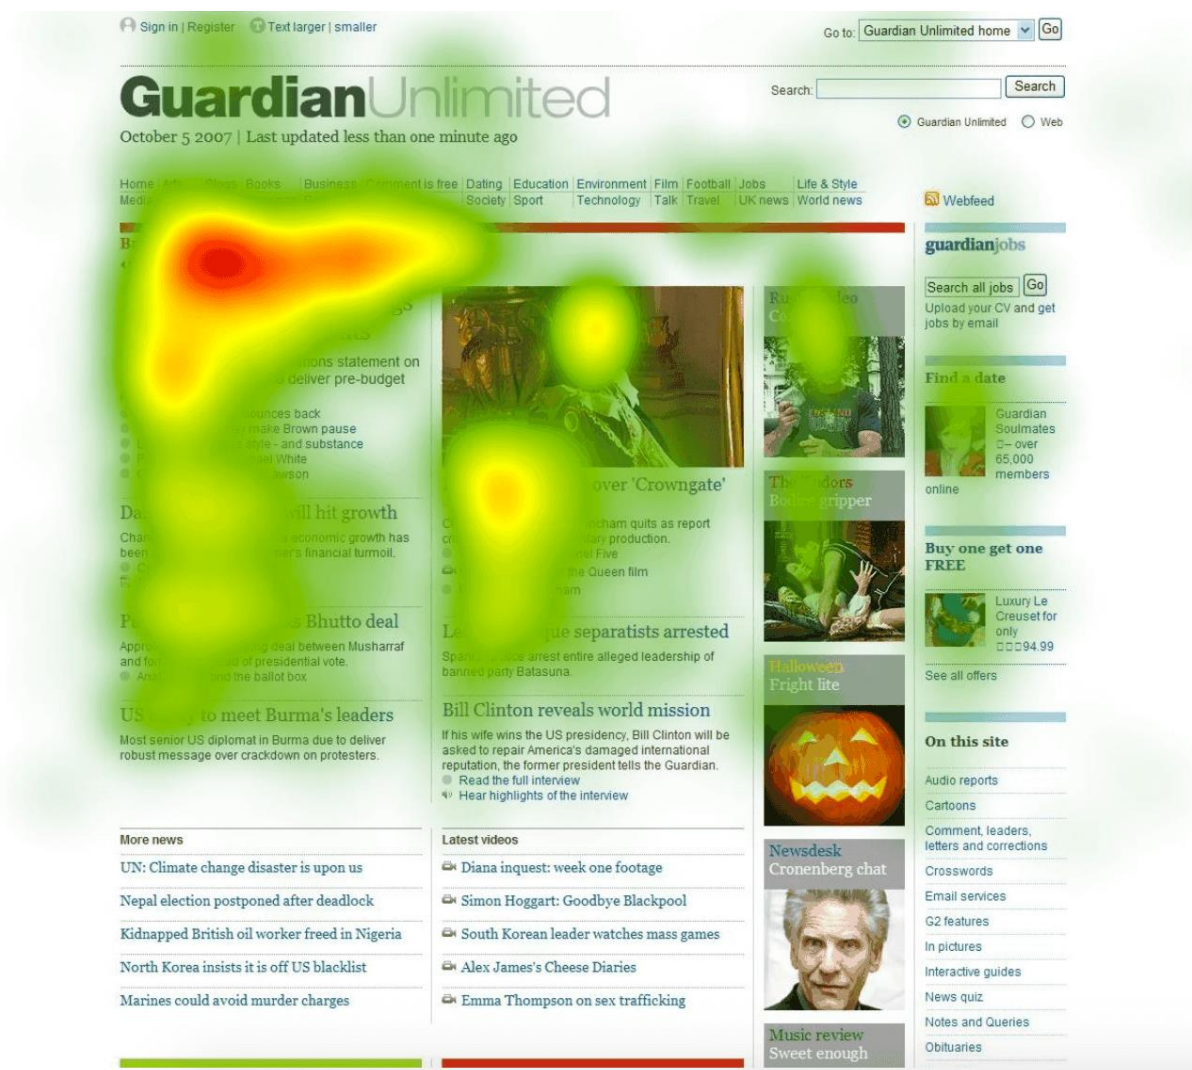 Sign in | Register
Text larger | smaller
Go to: Guardian Unlimited home Go
GuardianUnlimited
October 5 2007 | Last updated less than one minute ago
Search: Search
Guardian Unlimited Web
Home Arts Books Business Comment is free Dating Education Environment Film Football Jobs Life & Style
Media Society Sport Technology Talk Travel UK news World news
Webfeed
statement on
deliver pre-budget
bounces back
make Brown pause
style - and substance
White
will hit growth
economic growth has
been financial turmoil.
Bhutto deal
deal between Musharraf
and of presidential vote.
and the ballot box
US to meet Burma's leaders
Most senior US diplomat in Burma due to deliver
robust message over crackdown on protesters.
over 'Crowngate'
quits as report
production.
Five
the Queen film
separatists arrested
arrest entire alleged leadership of
banned party Batasuna.
Bill Clinton reveals world mission
If his wife wins the US presidency, Bill Clinton will be
asked to repair America's damaged international
reputation, the former president tells the Guardian.
Read the full interview
Hear highlights of the interview
The Tudors
Bodice gripper
Halloween
Fright lite
Newsdesk
Cronenberg chat
Music review
Sweet enough
guardianjobs
Search all jobs Go
Upload your CV and get
jobs by email
Find a date
Guardian
Soulmates
– over
65,000
members
online
Buy one get one
FREE
Luxury Le
Creuset for
only
94.99
See all offers
On this site
Audio reports
Cartoons
Comment, leaders,
letters and corrections
Crosswords
Email services
G2 features
In pictures
Interactive guides
News quiz
Notes and Queries
Obituaries
More news
UN: Climate change disaster is upon us
Nepal election postponed after deadlock
Kidnapped British oil worker freed in Nigeria
North Korea insists it is off US blacklist
Marines could avoid murder charges
Latest videos
Diana inquest: week one footage
Simon Hoggart: Goodbye Blackpool
South Korean leader watches mass games
Alex James's Cheese Diaries
Emma Thompson on sex trafficking